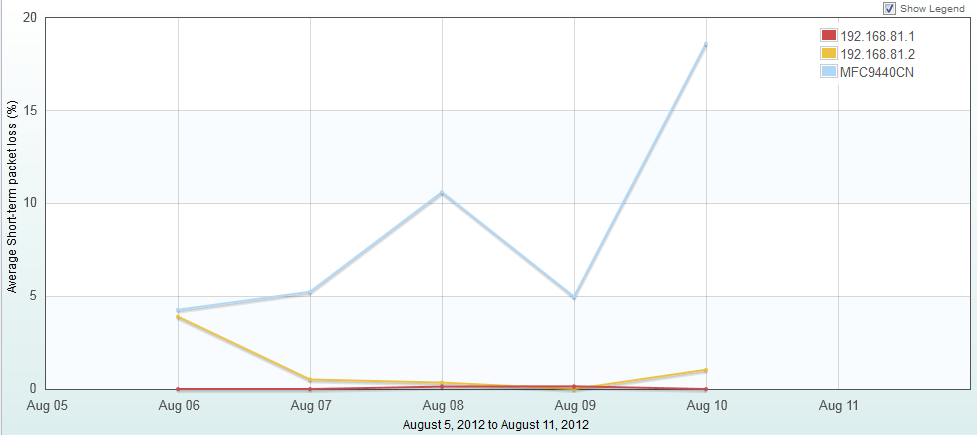 Show Legend
20
192.168.81.1
192.168.81.2
MFC9440CN
15
10
5
0
Average Short-term packet loss (%)
Aug 05 Aug 06 Aug 07 Aug 08 Aug 09 Aug 10 Aug 11
August 5, 2012 to August 11, 2012